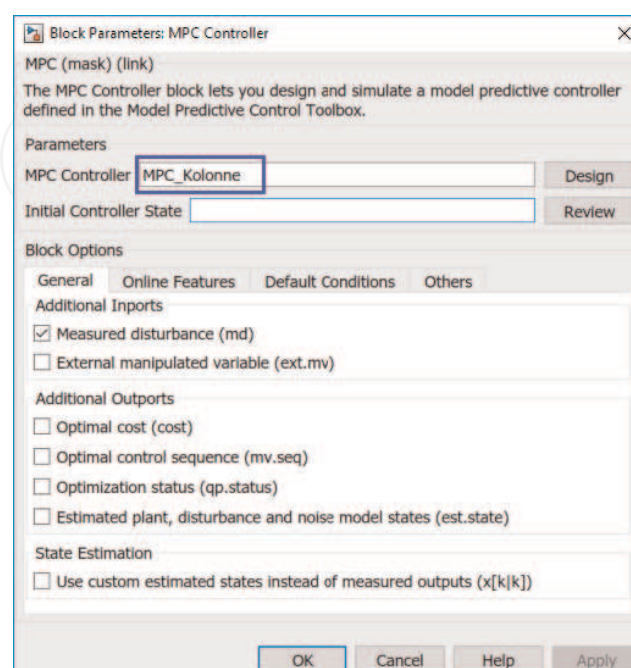 Block Parameters: MPC Controller
MPC (mask) (link)
The MPC Controller block lets you design and simulate a model predictive controller
defined in the Model Predictive Control Toolbox.
Parameters
MPC Controller MPC_Kolonne Design
Initial Controller State Review
Block Options
General Online Features Default Conditions Others
Additional Inports
Measured disturbance (md)
External manipulated variable (ext.mv)
Additional Outports
Optimal cost (cost)
Optimal control sequence (mv.seq)
Optimization status (qp.status)
Estimated plant, disturbance and noise model states (est.state)
State Estimation
Use custom estimated states instead of measured outputs (x[k|k])
OK Cancel Help Apply